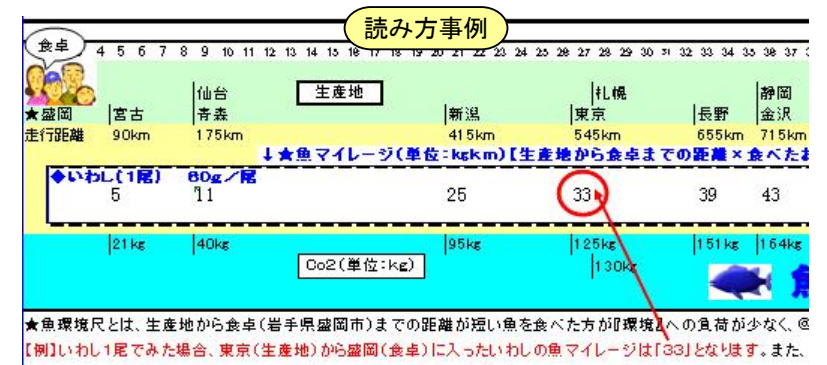 読み方事例
食卓
4 5 6 7 8 9 10 11 12 13 14 15 16 17 18 19 20 21 22 23 24 25 26 27 28 29 30 31 32 33 34 35 36 37
仙台 生産地 札幌 静岡
★盛岡 宮古 青森 新潟 東京 長野 金沢
走行距離 90km 175km 415km 545km 655km 715km
↓★魚マイレージ(単位:kgkm)【生産地から食卓までの距離×食べたお
◆いわし(1尾) 60g/尾
5 11 25 33 39 43
21kg 40kg 95kg 125kg 151kg 164kg
Co2(単位:kg) 130kg
★魚環境尺とは、生産地から食卓(岩手県盛岡市)までの距離が短い魚を食べた方が『環境』への負荷が少なく、@
【例】いわし1尾でみた場合、東京(生産地)から盛岡(食卓)に入ったいわしの魚マイレージは「33」となります。また、